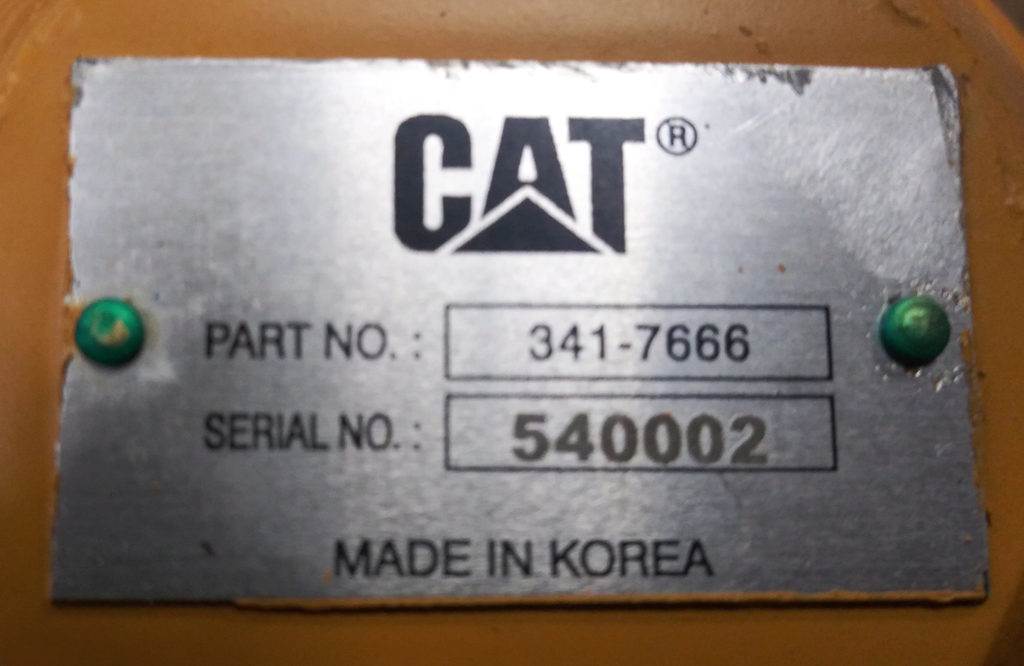 CAT®
PART NO. : 341-7666
SERIAL NO. : 540002
MADE IN KOREA